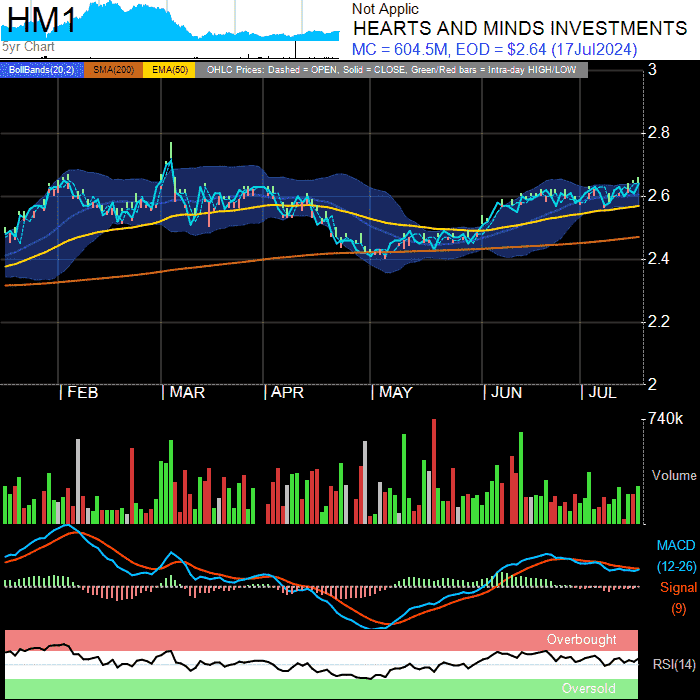 HM1
5yr Chart
Not Applic
HEARTS AND MINDS INVESTMENTS
MC = 604.5M, EOD = $2.64 (17Jul2024)
BollBands(20,2) SMA(200) EMA(50) OHLC Prices: Dashed = OPEN, Solid = CLOSE, Green/Red bars = Intra-day HIGH/LOW
3
2.8
2.6
2.4
2.2
2
FEB MAR APR MAY JUN JUL
740k
Volume
MACD
(12-26)
Signal
(9)
Overbought
RSI(14)
Oversold